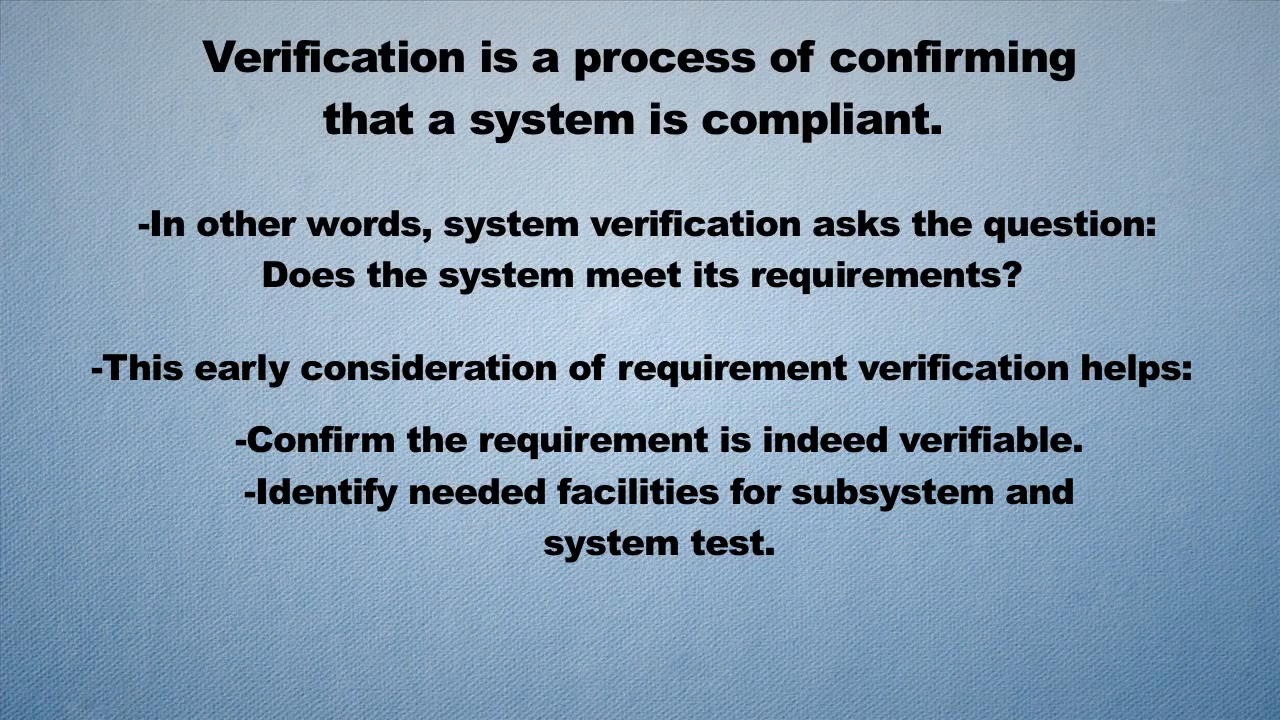 Verification is a process of confirming
that a system is compliant.
-In other words, system verification asks the question:
Does the system meet its requirements?
-This early consideration of requirement verification helps:
-Confirm the requirement is indeed verifiable.
-Identify needed facilities for subsystem and
system test.